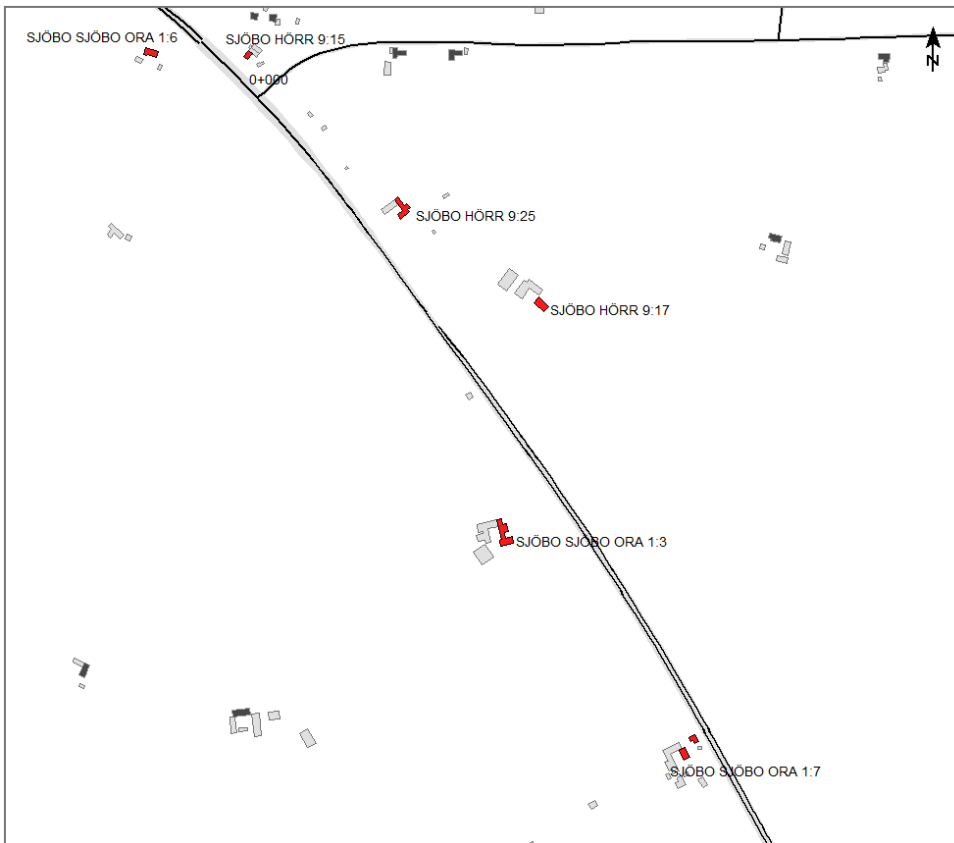 SJÖBO SJÖBO ORA 1:6
SJÖBO HÖRR 9:15
N
0+000
SJÖBO HÖRR 9:25
SJÖBO HÖRR 9:17
SJÖBO SJÖBO ORA 1:3
SJÖBO SJÖBO ORA 1:7